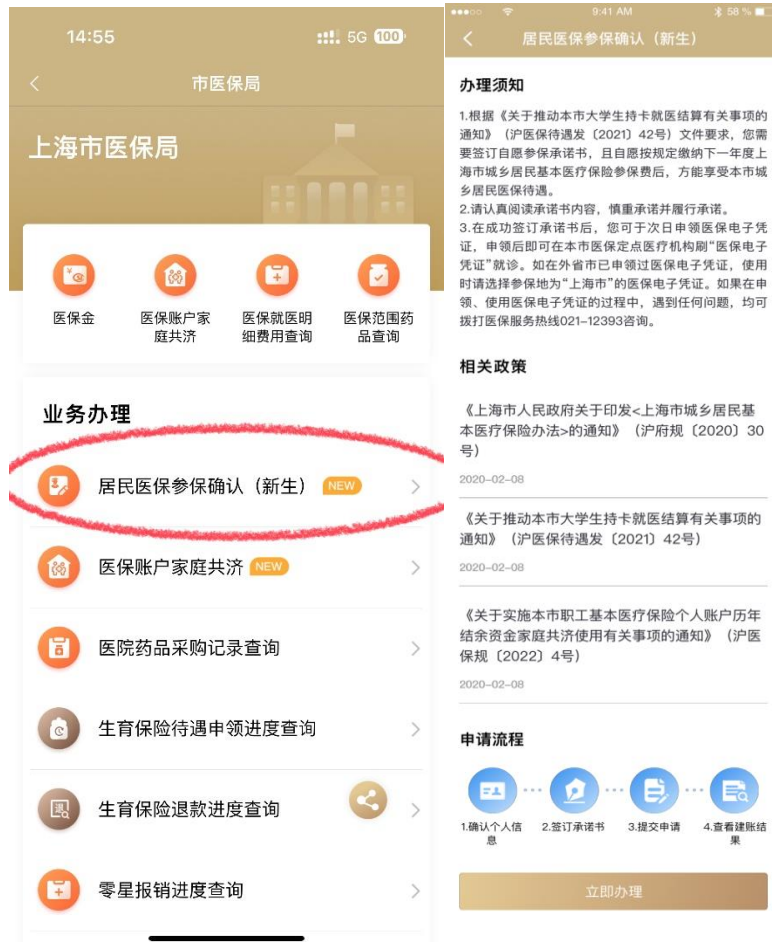 14:55
5G 100
市医保局
上海市医保局
医保金
医保账户家
庭共济
医保就医明
细费用查询
医保范围药
品查询
业务办理
居民医保参保确认（新生） NEW
医保账户家庭共济 NEW
医院药品采购记录查询
生育保险待遇申领进度查询
生育保险退款进度查询
零星报销进度查询
9:41 AM
58 %
居民医保参保确认（新生）
办理须知
1.根据《关于推动本市大学生持卡就医结算有关事项的
通知》（沪医保待遇发〔2021〕42号）文件要求，您需
要签订自愿参保承诺书，且自愿按规定缴纳下一年度上
海市城乡居民基本医疗保险参保费后，方能享受本市城
乡居民医保待遇。
2.请认真阅读承诺书内容，慎重承诺并履行承诺。
3.在成功签订承诺书后，您可于次日申领医保电子凭
证，申领后即可在本市医保定点医疗机构刷“医保电子
凭证”就诊。如在外省市已申领过医保电子凭证，使用
时请选择参保地为“上海市”的医保电子凭证。如果在申
领、使用医保电子凭证的过程中，遇到任何问题，均可
拨打医保服务热线021-12393咨询。
相关政策
《上海市人民政府关于印发<上海市城乡居民基
本医疗保险办法>的通知》（沪府规〔2020〕30
号）
2020-02-08
《关于推动本市大学生持卡就医结算有关事项的
通知》（沪医保待遇发〔2021〕42号）
2020-02-08
《关于实施本市职工基本医疗保险个人账户历年
结余资金家庭共济使用有关事项的通知》（沪医
保规〔2022〕4号）
2020-02-08
申请流程
1.确认个人信
息
2.签订承诺书
3.提交申请
4.查看建账结
果
立即办理